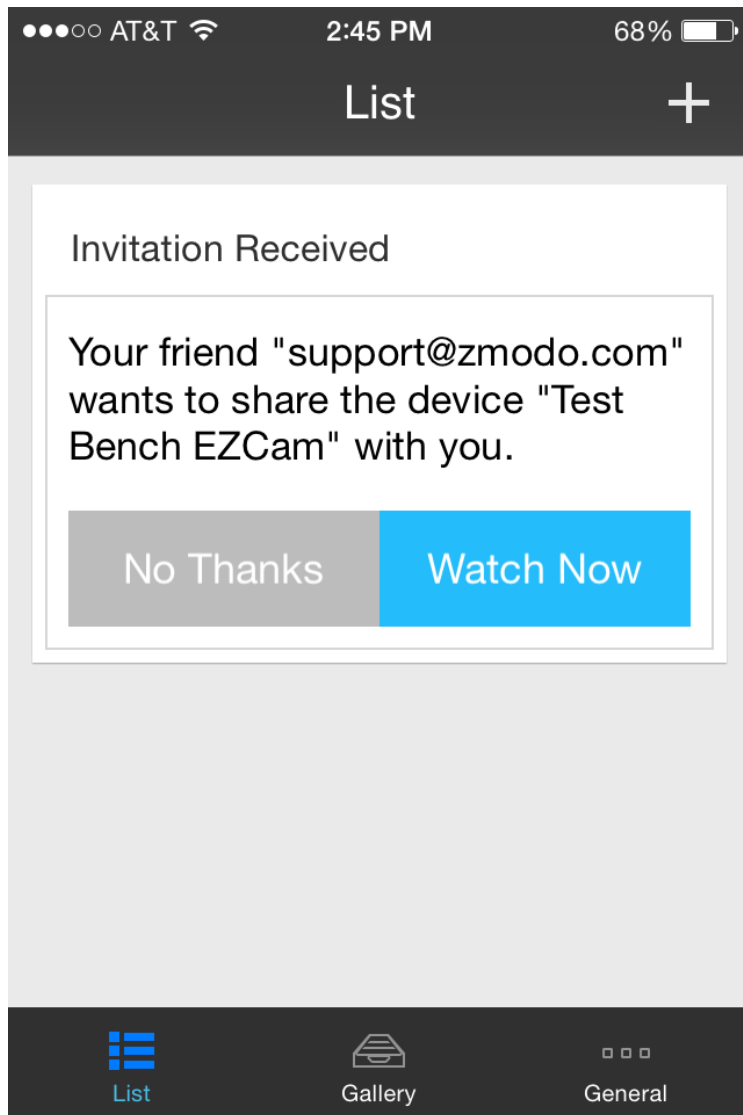 AT&T 2:45 PM 68%
List
Invitation Received
Your friend "support@zmodo.com"
wants to share the device "Test
Bench EZCam" with you.
No Thanks Watch Now
List Gallery General